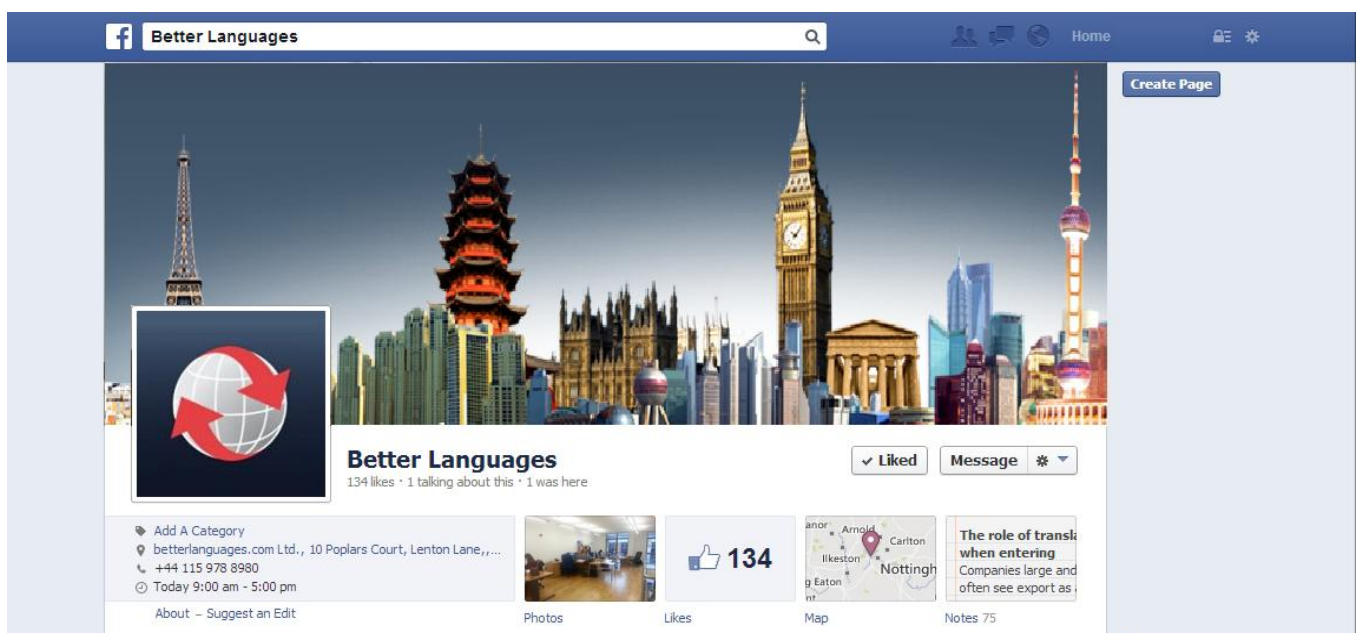 Better Languages
Home
Create Page
Better Languages
134 likes · 1 talking about this · 1 was here
✓ Liked
Message
Add A Category
betterlanguages.com Ltd., 10 Poplars Court, Lenton Lane,,...
+44 115 978 8980
Today 9:00 am - 5:00 pm
About - Suggest an Edit
Photos
134
Likes
anor
Arnold
Carlton
Ilkeston
Nottingh
g Eaton
Map
The role of transla
when entering
Companies large and
often see export as
Notes 75